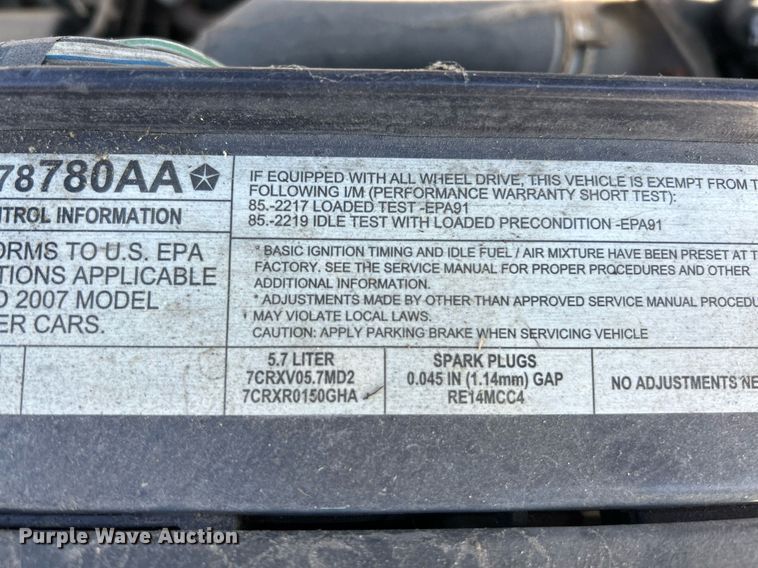 78780AA
NTROL INFORMATION
ORMS TO U.S. EPA
TIONS APPLICABLE
O 2007 MODEL
ER CARS.
IF EQUIPPED WITH ALL WHEEL DRIVE, THIS VEHICLE IS EXEMPT FROM T
FOLLOWING I/M (PERFORMANCE WARRANTY SHORT TEST):
85.-2217 LOADED TEST -EPA91
85.-2219 IDLE TEST WITH LOADED PRECONDITION -EPA91
* BASIC IGNITION TIMING AND IDLE FUEL / AIR MIXTURE HAVE BEEN PRESET AT T
FACTORY. SEE THE SERVICE MANUAL FOR PROPER PROCEDURES AND OTHER
ADDITIONAL INFORMATION.
* ADJUSTMENTS MADE BY OTHER THAN APPROVED SERVICE MANUAL PROCEDU
* MAY VIOLATE LOCAL LAWS.
CAUTION: APPLY PARKING BRAKE WHEN SERVICING VEHICLE
5.7 LITER
7CRXV05.7MD2
7CRXR0150GHA
SPARK PLUGS
0.045 IN (1.14mm) GAP
RE14MCC4
NO ADJUSTMENTS NE
Purple Wave Auction